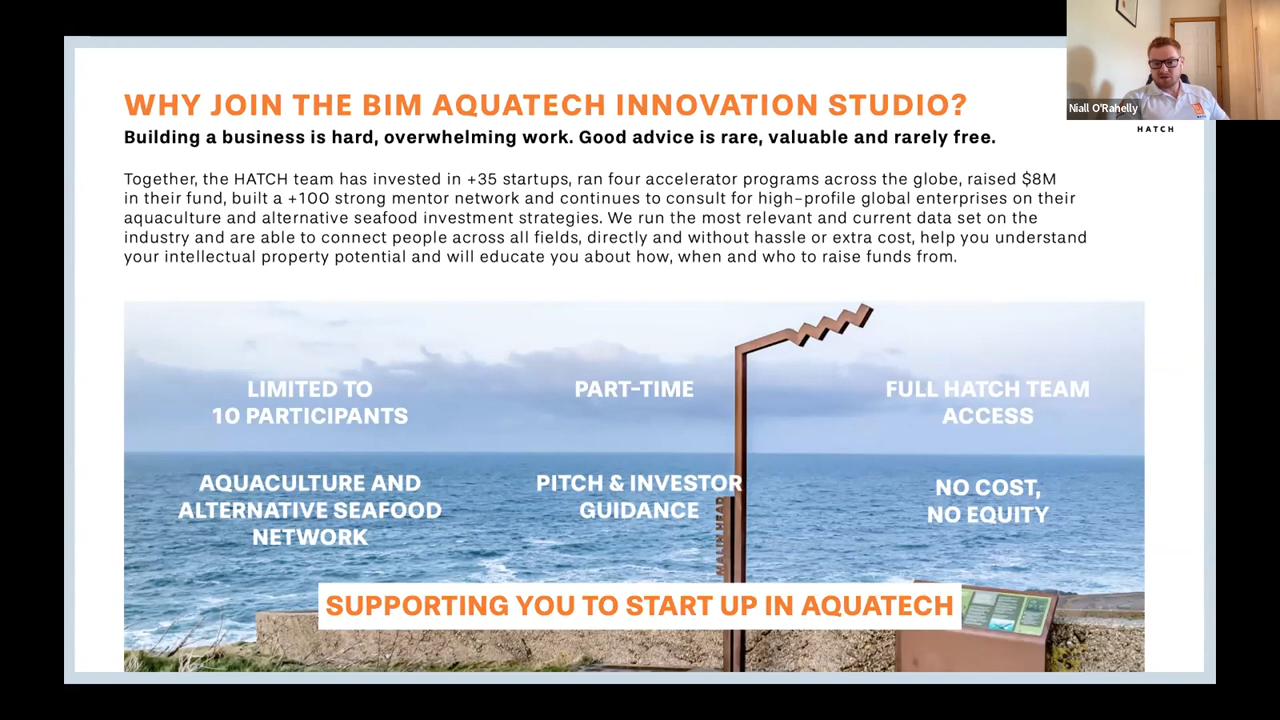 WHY JOIN THE BIM AQUATECH INNOVATION STUDIO?
Building a business is hard, overwhelming work. Good advice is rare, valuable and rarely free.
Niall O'Rahelly
HATCH
Together, the HATCH team has invested in +35 startups, ran four accelerator programs across the globe, raised $8M
in their fund, built a +100 strong mentor network and continues to consult for high-profile global enterprises on their
aquaculture and alternative seafood investment strategies. We run the most relevant and current data set on the
industry and are able to connect people across all fields, directly and without hassle or extra cost, help you understand
your intellectual property potential and will educate you about how, when and who to raise funds from.
LIMITED TO
10 PARTICIPANTS
PART-TIME
FULL HATCH TEAM
ACCESS
AQUACULTURE AND
ALTERNATIVE SEAFOOD
NETWORK
PITCH & INVESTOR
GUIDANCE
NO COST,
NO EQUITY
MALIN HEAD
SUPPORTING YOU TO START UP IN AQUATECH